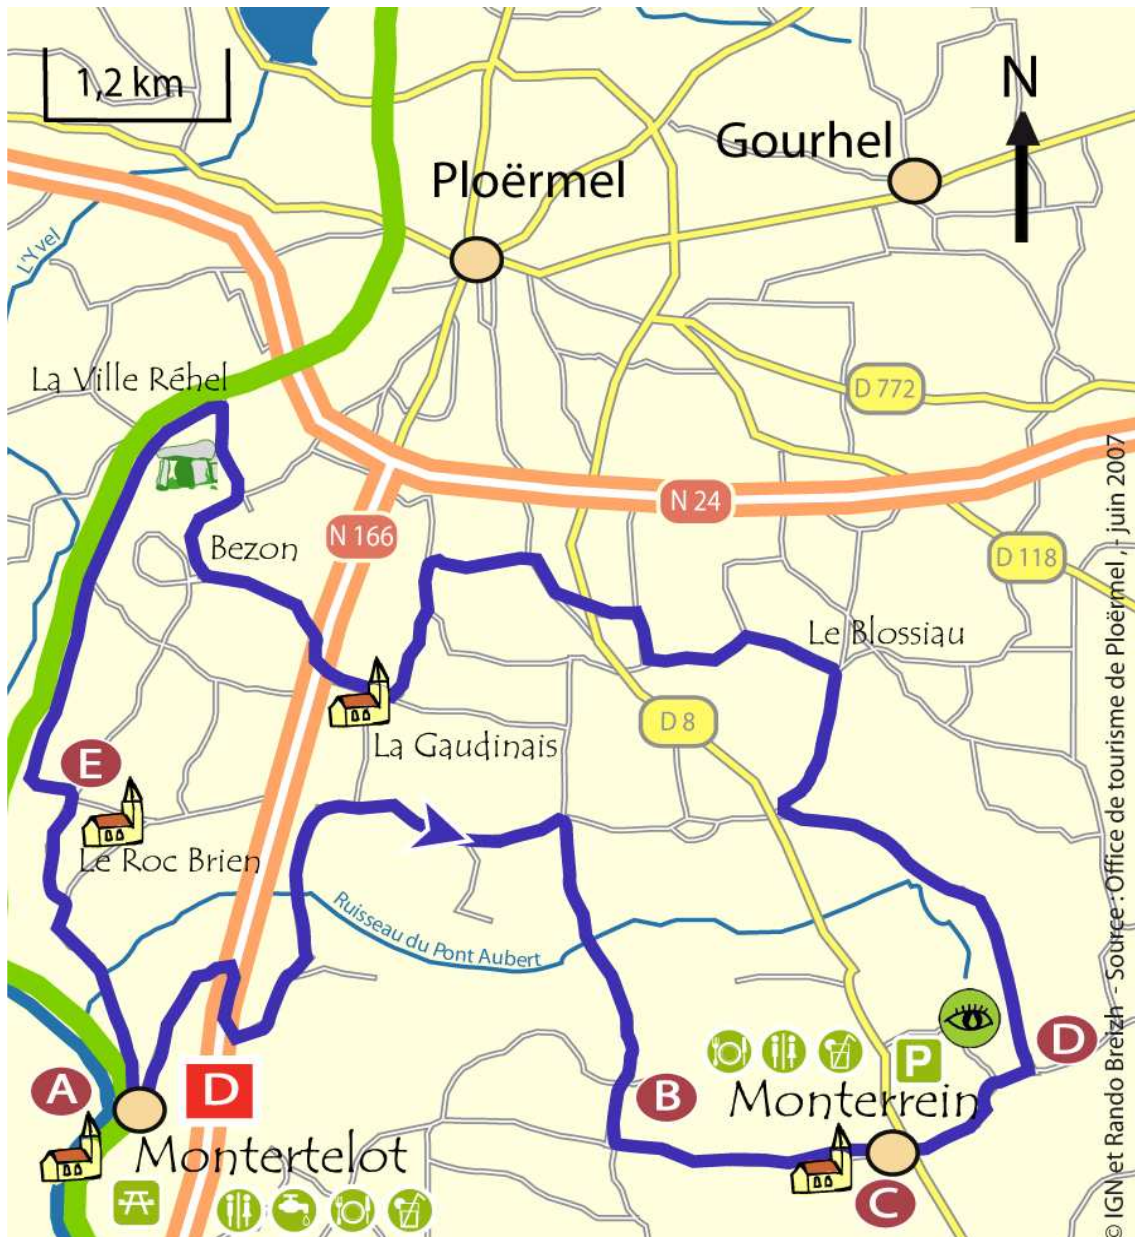 1,2 km
N
Gourhel
Ploërmel
L'Yvel
La Ville Réhel
D 772
N 24
N 166
Bezon
D 118
Le Blossiau
D 8
La Gaudinais
E
Le Roc Brien
Ruisseau du Pont Aubert
D
P
A
D
B
Monterrein
Montertelot
C
© IGN et Rando Breizh - Source : Office de tourisme de Ploërmel, - juin 2007